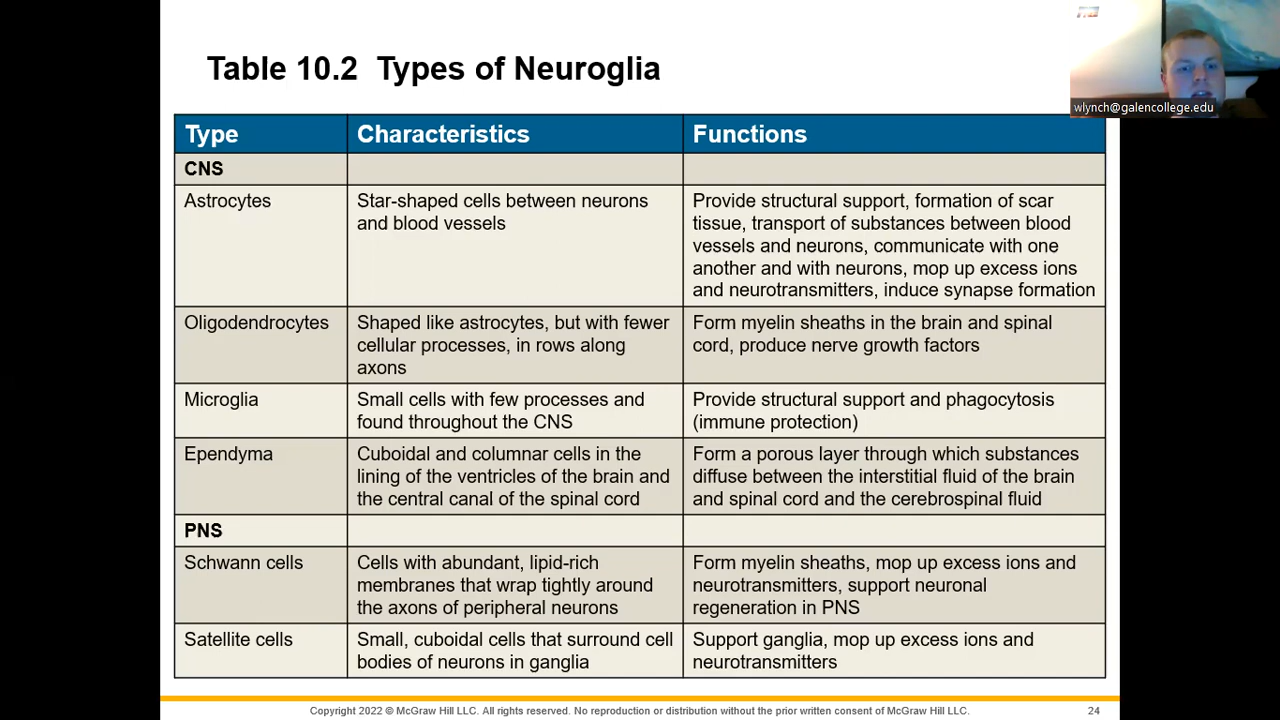 Table 10.2 Types of Neuroglia
wlynch@galencollege.edu
Type Characteristics Functions
CNS
Astrocytes
Star-shaped cells between neurons
and blood vessels
Provide structural support, formation of scar
tissue, transport of substances between blood
vessels and neurons, communicate with one
another and with neurons, mop up excess ions
and neurotransmitters, induce synapse formation
Oligodendrocytes
Shaped like astrocytes, but with fewer
cellular processes, in rows along
axons
Form myelin sheaths in the brain and spinal
cord, produce nerve growth factors
Microglia
Small cells with few processes and
found throughout the CNS
Provide structural support and phagocytosis
(immune protection)
Ependyma
Cuboidal and columnar cells in the
lining of the ventricles of the brain and
the central canal of the spinal cord
Form a porous layer through which substances
diffuse between the interstitial fluid of the brain
and spinal cord and the cerebrospinal fluid
PNS
Schwann cells
Cells with abundant, lipid-rich
membranes that wrap tightly around
the axons of peripheral neurons
Form myelin sheaths, mop up excess ions and
neurotransmitters, support neuronal
regeneration in PNS
Satellite cells
Small, cuboidal cells that surround cell
bodies of neurons in ganglia
Support ganglia, mop up excess ions and
neurotransmitters
Copyright 2022 © McGraw Hill LLC. All rights reserved. No reproduction or distribution without the prior written consent of McGraw Hill LLC.
24